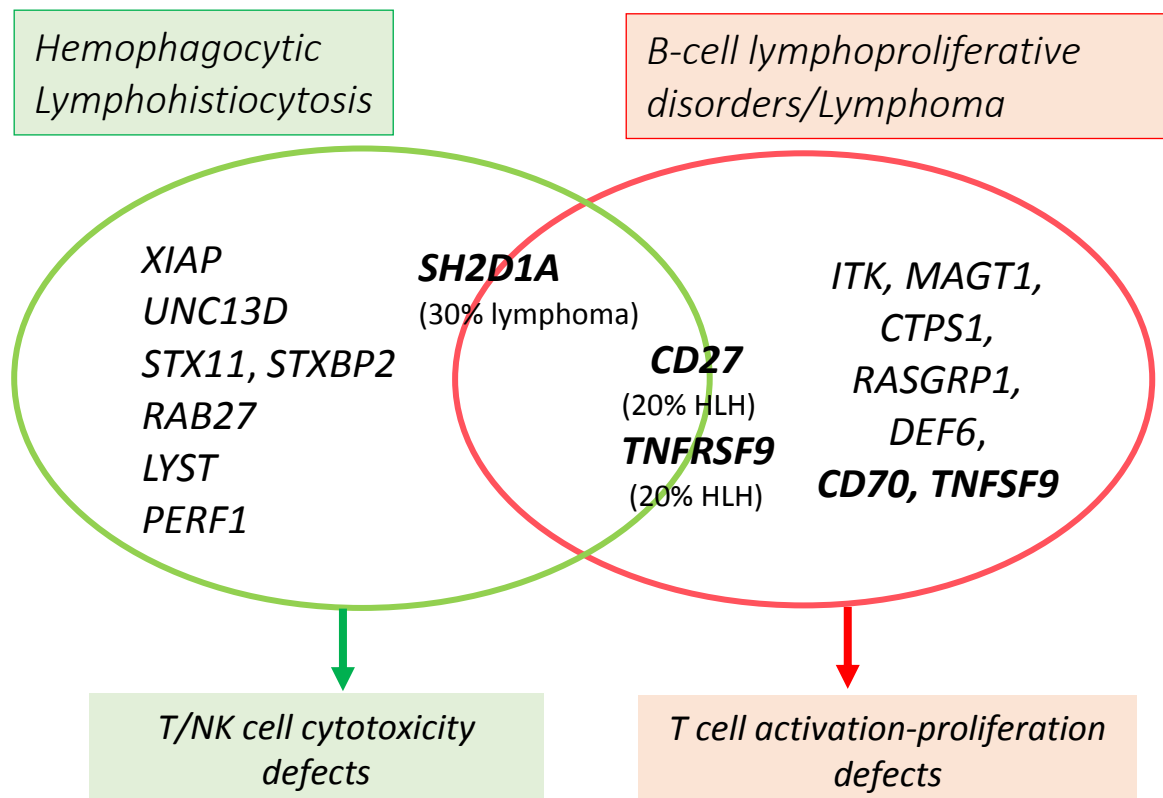 Hemophagocytic
Lymphohistiocytosis
B-cell lymphoproliferative
disorders/Lymphoma
XIAP
UNC13D
STX11, STXBP2
RAB27
LYST
PERF1
SH2D1A
(30% lymphoma)
CD27
(20% HLH)
TNFRSF9
(20% HLH)
ITK, MAGT1,
CTPS1,
RASGRP1,
DEF6,
CD70, TNFSF9
T/NK cell cytotoxicity
defects
T cell activation-proliferation
defects